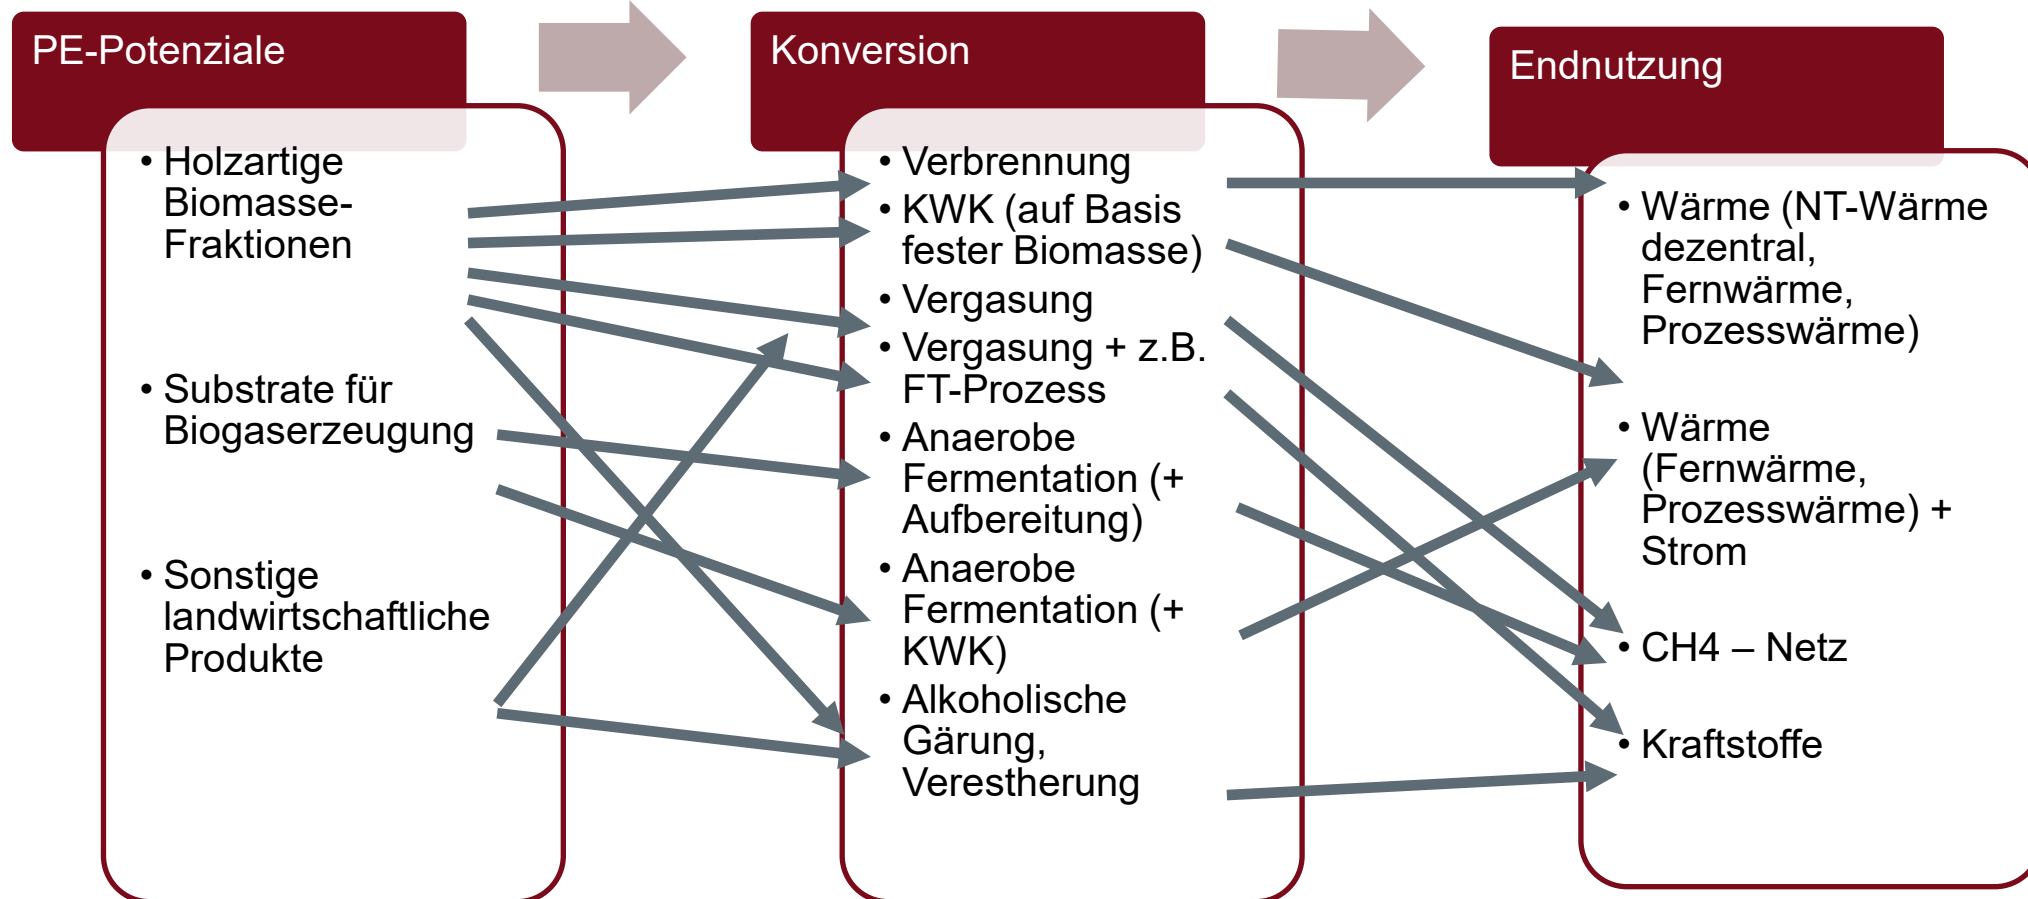 PE-Potenziale
• Holzartige
Biomasse-
Fraktionen
• Substrate für
Biogaserzeugung
• Sonstige
landwirtschaftliche
Produkte
Konversion
• Verbrennung
• KWK (auf Basis
fester Biomasse)
• Vergasung
• Vergasung + z.B.
FT-Prozess
• Anaerobe
Fermentation (+
Aufbereitung)
• Anaerobe
Fermentation (+
KWK)
• Alkoholische
Gärung,
Verestherung
Endnutzung
• Wärme (NT-Wärme
dezentral,
Fernwärme,
Prozesswärme)
• Wärme
(Fernwärme,
Prozesswärme) +
Strom
• CH4 – Netz
• Kraftstoffe